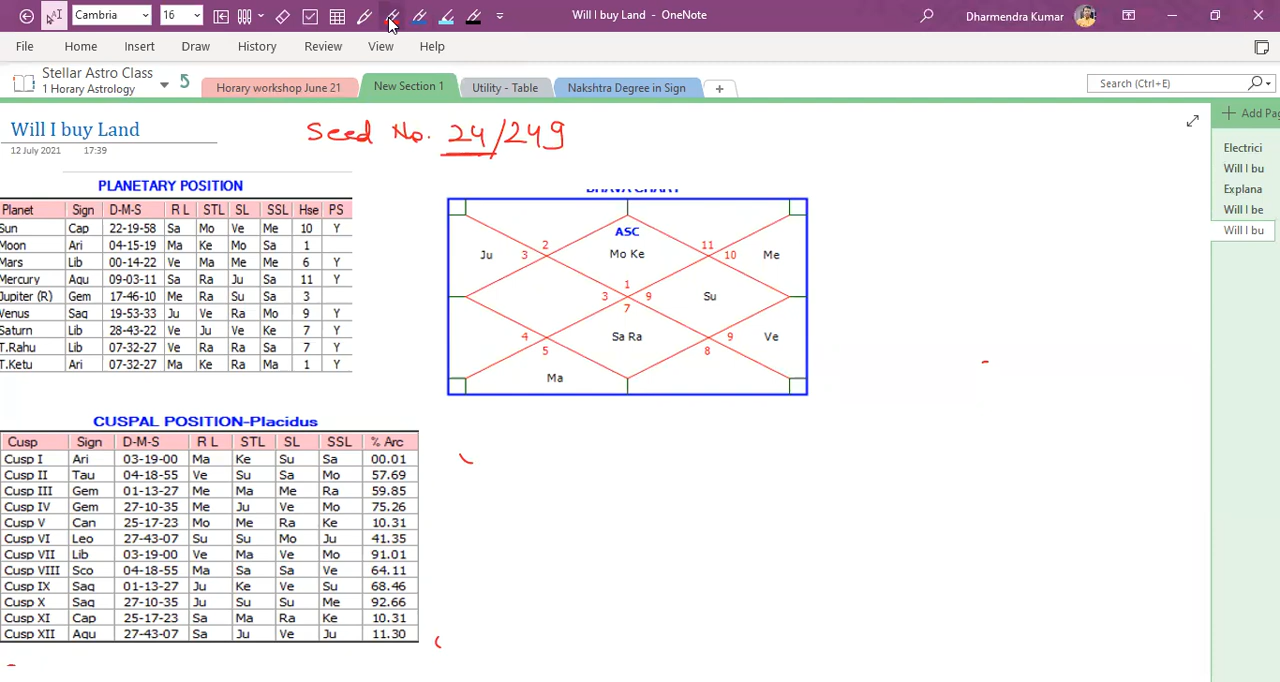 Cambria 16 Will I buy Land - OneNote Dharmendra Kumar
File Home Insert Draw History Review View Help
Stellar Astro Class
1 Horary Astrology
Horary workshop June 21 New Section 1 Utility - Table Nakshtra Degree in Sign +
Search (Ctrl+E)
Add Pag
Electrici
Will I bu
Explana
Will I be
Will I bu
Will I buy Land
12 July 2021 17:39
Seed No. 24/249
PLANETARY POSITION
Planet Sign D-M-S R L STL SL SSL Hse PS
Sun Cap 22-19-58 Sa Mo Ve Me 10 Y
Moon Ari 04-15-19 Ma Ke Mo Sa 1
Mars Lib 00-14-22 Ve Ma Me Me 6 Y
Mercury Aqu 09-03-11 Sa Ra Ju Sa 11 Y
Jupiter (R) Gem 17-46-10 Me Ra Su Sa 3
Venus Sag 19-53-33 Ju Ve Ra Mo 9 Y
Saturn Lib 28-43-22 Ve Ju Ve Ke 7 Y
T.Rahu Lib 07-32-27 Ve Ra Ra Sa 7 Y
T.Ketu Ari 07-32-27 Ma Ke Ra Ma 1 Y
BHAVA CHART
ASC
Mo Ke
Ju 3 2 11 10 Me
1
3 9 Su
7
4 5 Sa Ra 9 8 Ve
Ma
CUSPAL POSITION-Placidus
Cusp Sign D-M-S R L STL SL SSL % Arc
Cusp I Ari 03-19-00 Ma Ke Su Sa 00.01
Cusp II Tau 04-18-55 Ve Su Sa Mo 57.69
Cusp III Gem 01-13-27 Me Ma Me Ra 59.85
Cusp IV Gem 27-10-35 Me Ju Ve Mo 75.26
Cusp V Can 25-17-23 Mo Me Ra Ke 10.31
Cusp VI Leo 27-43-07 Su Su Mo Ju 41.35
Cusp VII Lib 03-19-00 Ve Ma Ve Mo 91.01
Cusp VIII Sco 04-18-55 Ma Sa Sa Ve 64.11
Cusp IX Sag 01-13-27 Ju Ke Ve Su 68.46
Cusp X Sag 27-10-35 Ju Su Su Me 92.66
Cusp XI Cap 25-17-23 Sa Ma Ra Ke 10.31
Cusp XII Aqu 27-43-07 Sa Ju Ve Ju 11.30